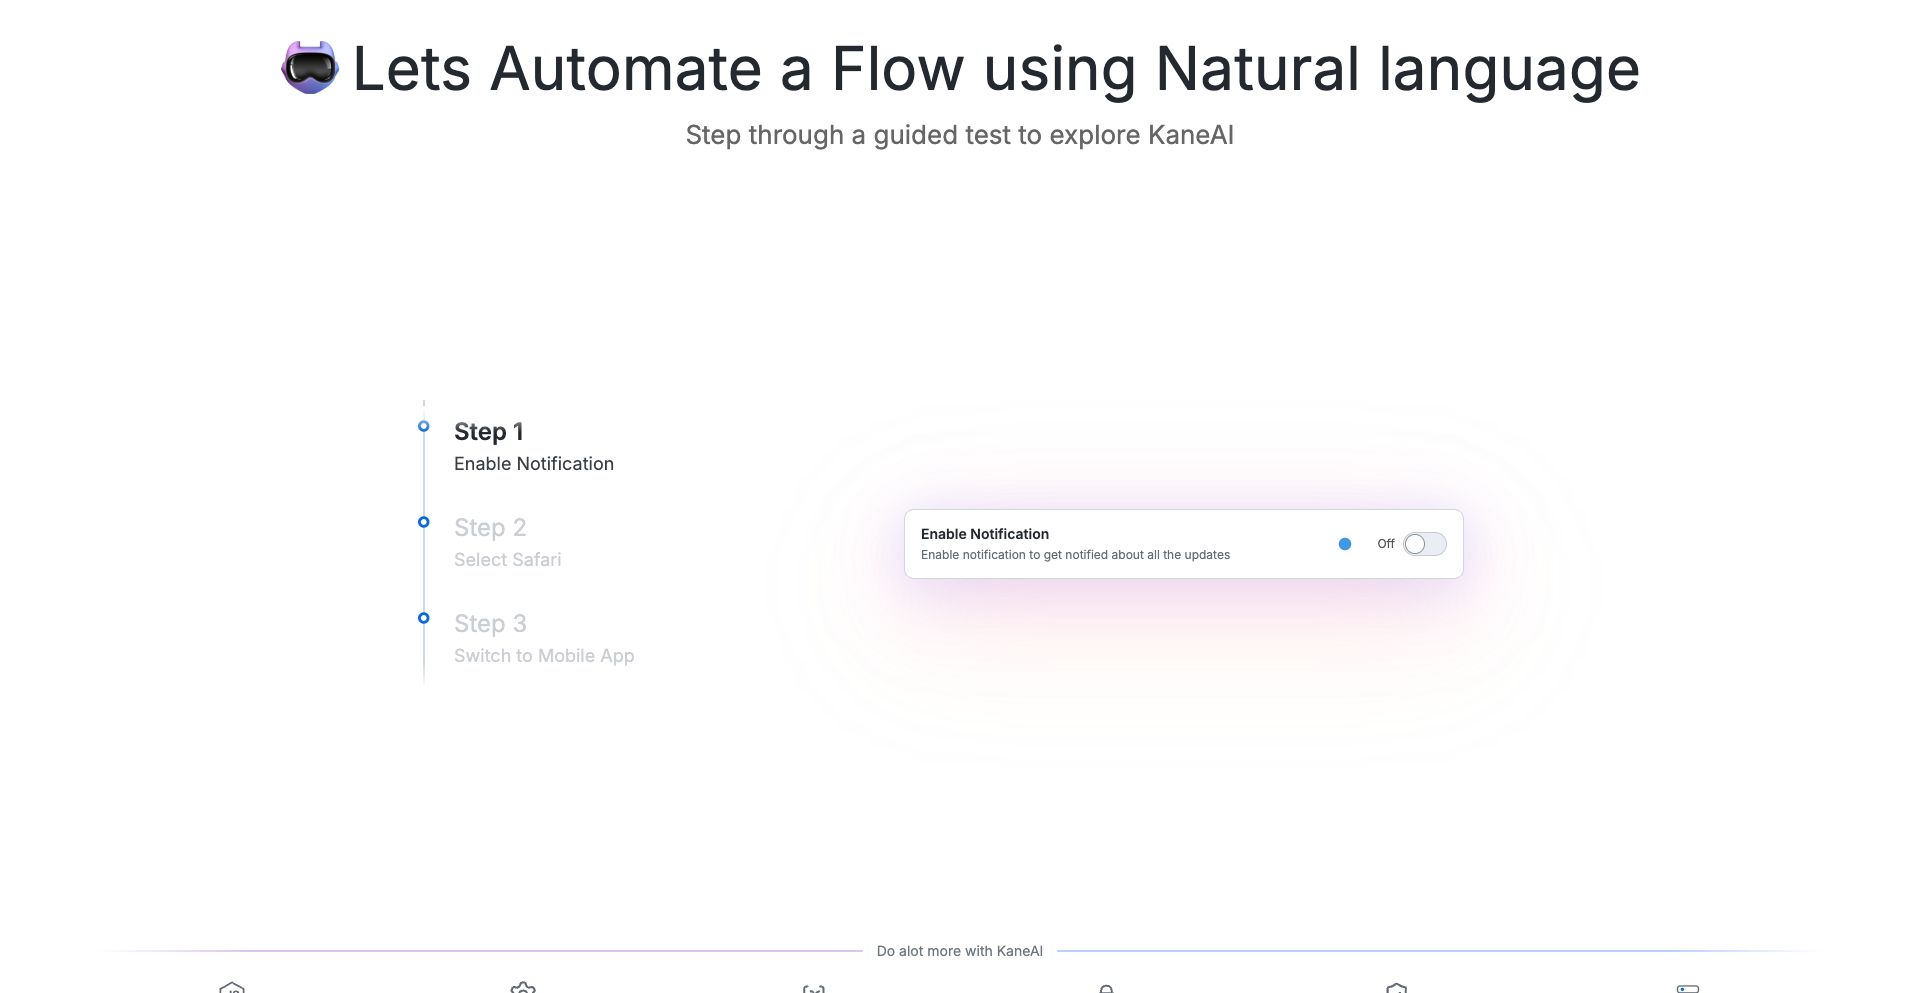 Lets Automate a Flow using Natural language
Step through a guided test to explore KaneAI
Step 1
Enable Notification
Step 2
Select Safari
Step 3
Switch to Mobile App
Enable Notification
Enable notification to get notified about all the updates
Off
Do alot more with KaneAI